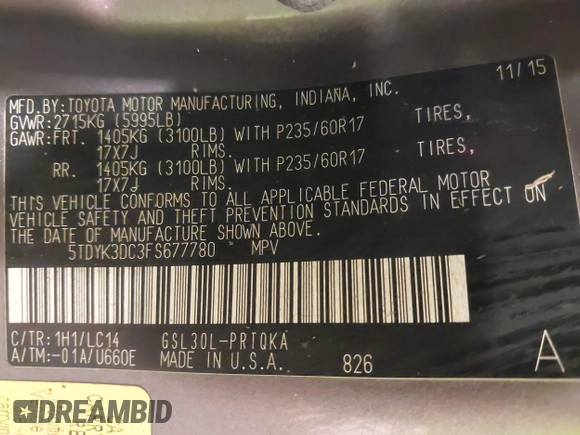 11/15
MFD.BY:TOYOTA MOTOR MANUFACTURING, INDIANA, INC.
GVWR:2715KG (5995LB)
GAWR:FRT. 1405KG (3100LB) WITH P235/60R17 TIRES,
17X7J RIMS.
RR. 1405KG (3100LB) WITH P235/60R17 TIRES,
17X7J RIMS.
THIS VEHICLE CONFORMS TO ALL APPLICABLE FEDERAL MOTOR
VEHICLE SAFETY AND THEFT PREVENTION STANDARDS IN EFFECT ON
THE DATE OF MANUFACTURE SHOWN ABOVE.
5TDYK3DC3FS677780 MPV
C/TR:1H1/LC14 GSL30L-PRTQKA
A/TM:-01A/U660E MADE IN U.S.A. 826 A
DREAMBID